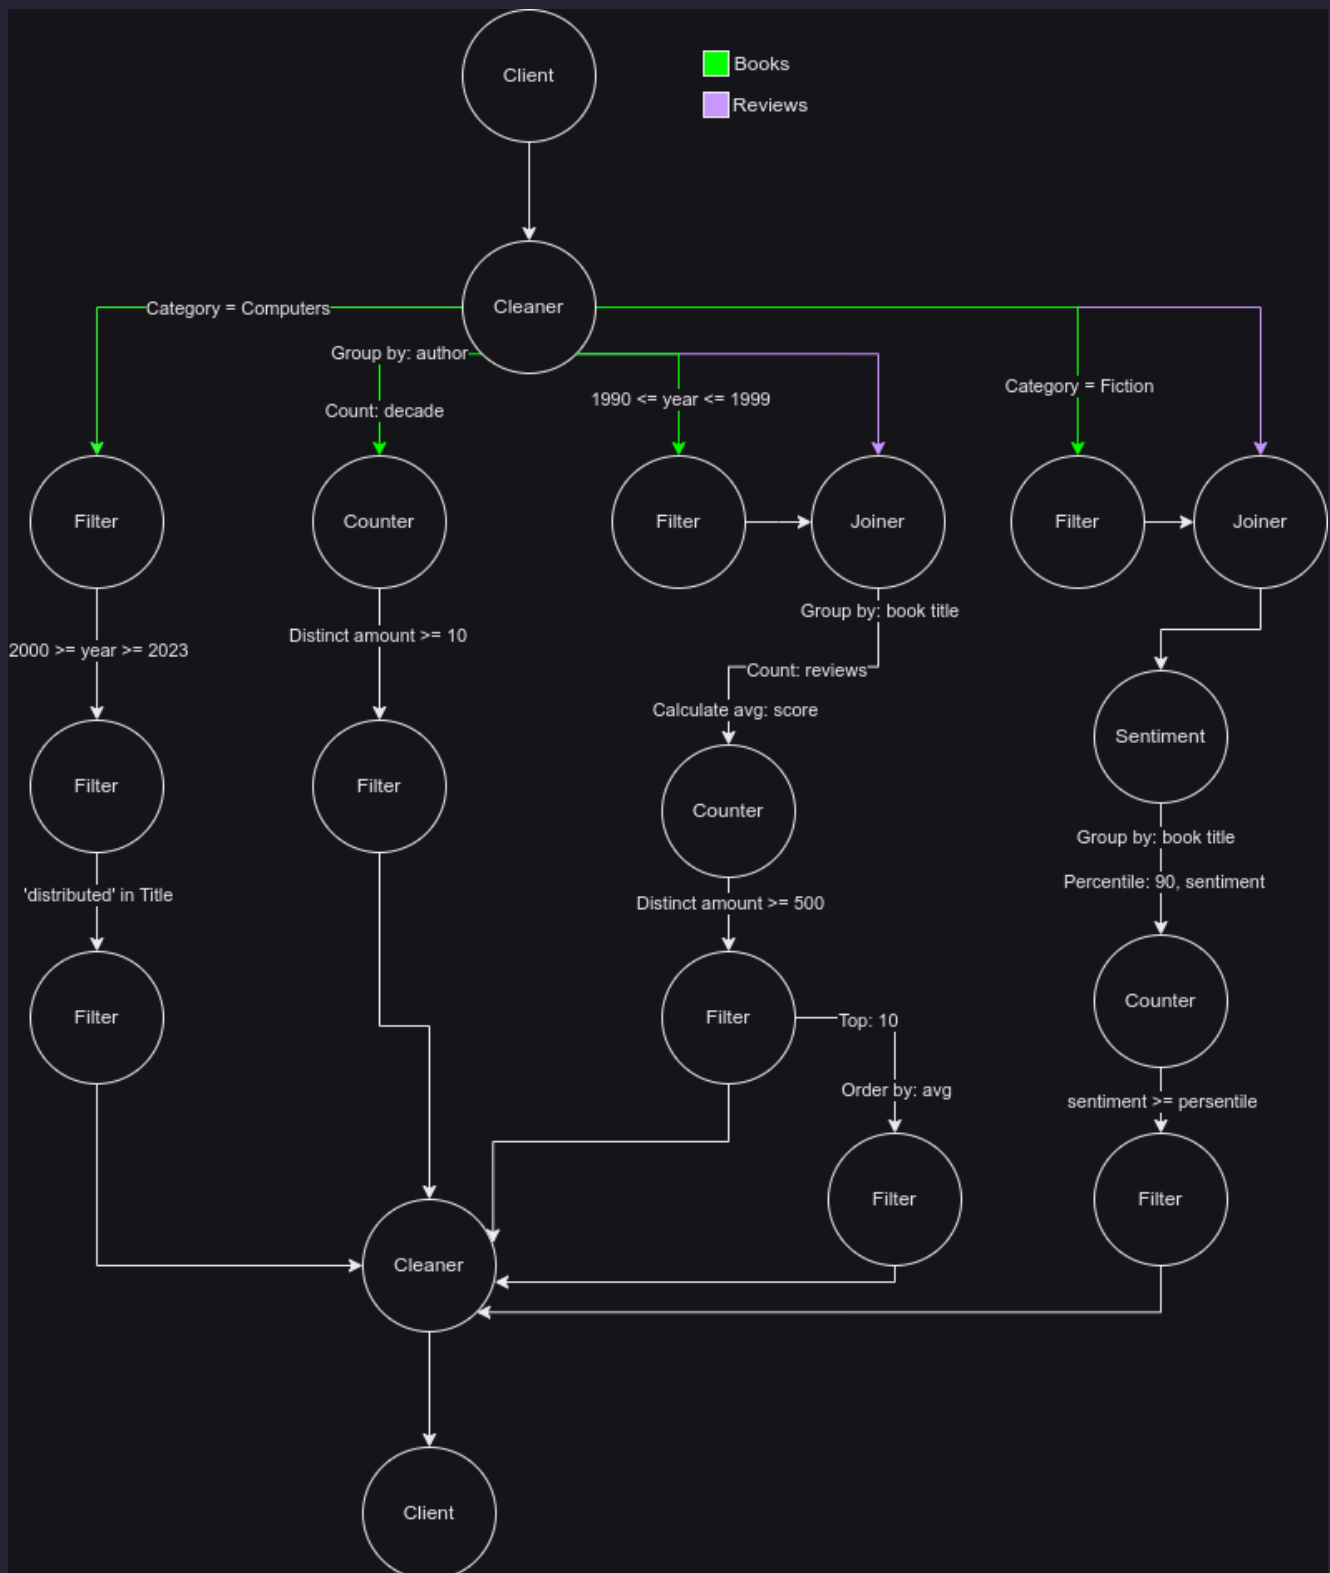 Client
Books
Reviews
Cleaner
Category = Computers
Group by: author
Count: decade
1990 <= year <= 1999
Category = Fiction
Filter
Counter
Filter
Joiner
Filter
Joiner
Group by: book title
Distinct amount >= 10
2000 >= year >= 2023
Count: reviews
Calculate avg: score
Sentiment
Filter
Filter
Counter
Group by: book title
Percentile: 90, sentiment
'distributed' in Title
Distinct amount >= 500
Counter
Filter
Filter
Top: 10
Order by: avg
sentiment >= persentile
Filter
Filter
Cleaner
Client